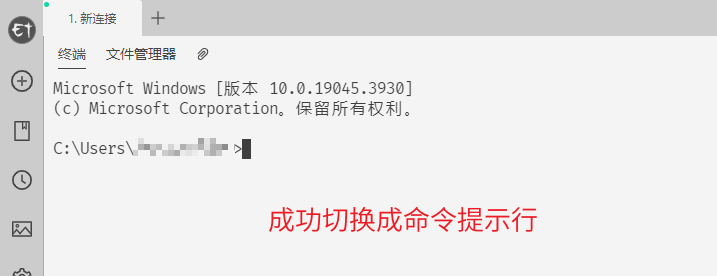 1. 新连接
终端 文件管理器
Microsoft Windows [版本 10.0.19045.3930]
(c) Microsoft Corporation。保留所有权利。
C:\Users\ >
成功切换成命令提示行